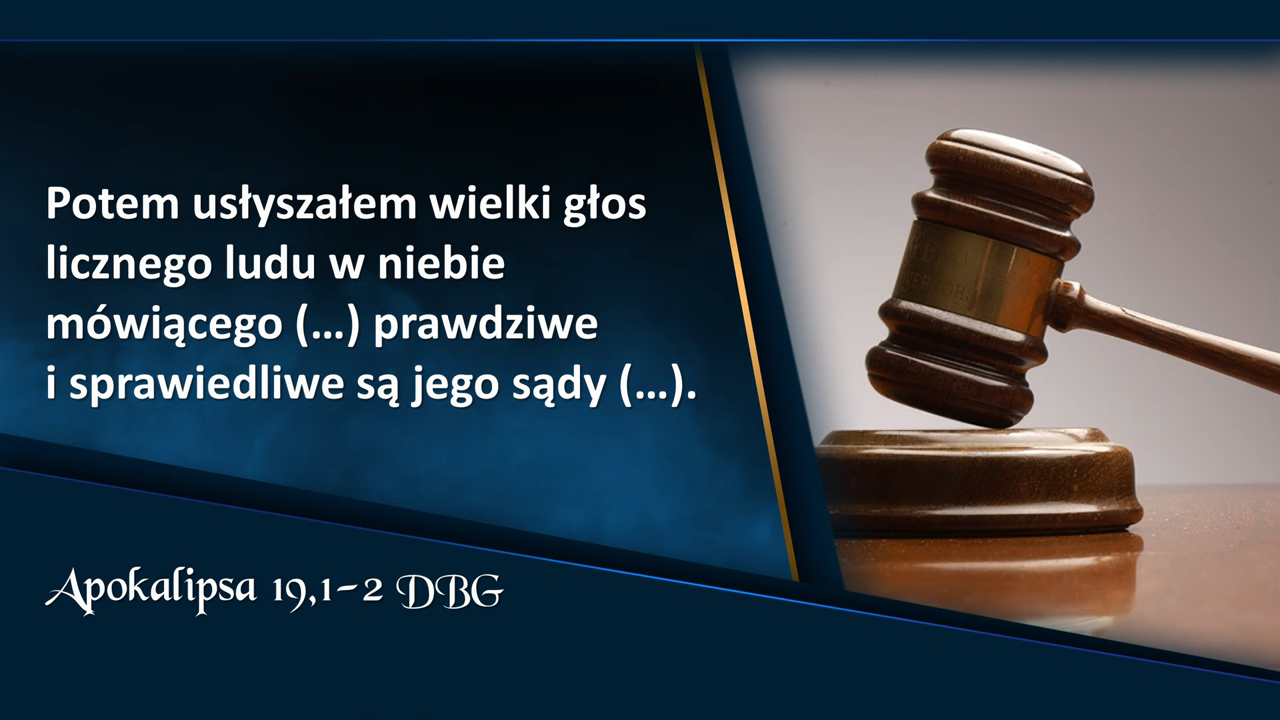 Potem usłyszałem wielki głos
licznego ludu w niebie
mówiącego (...) prawdziwe
i sprawiedliwe są jego sądy (...).
Apokalipsa 19,1-2 DBG